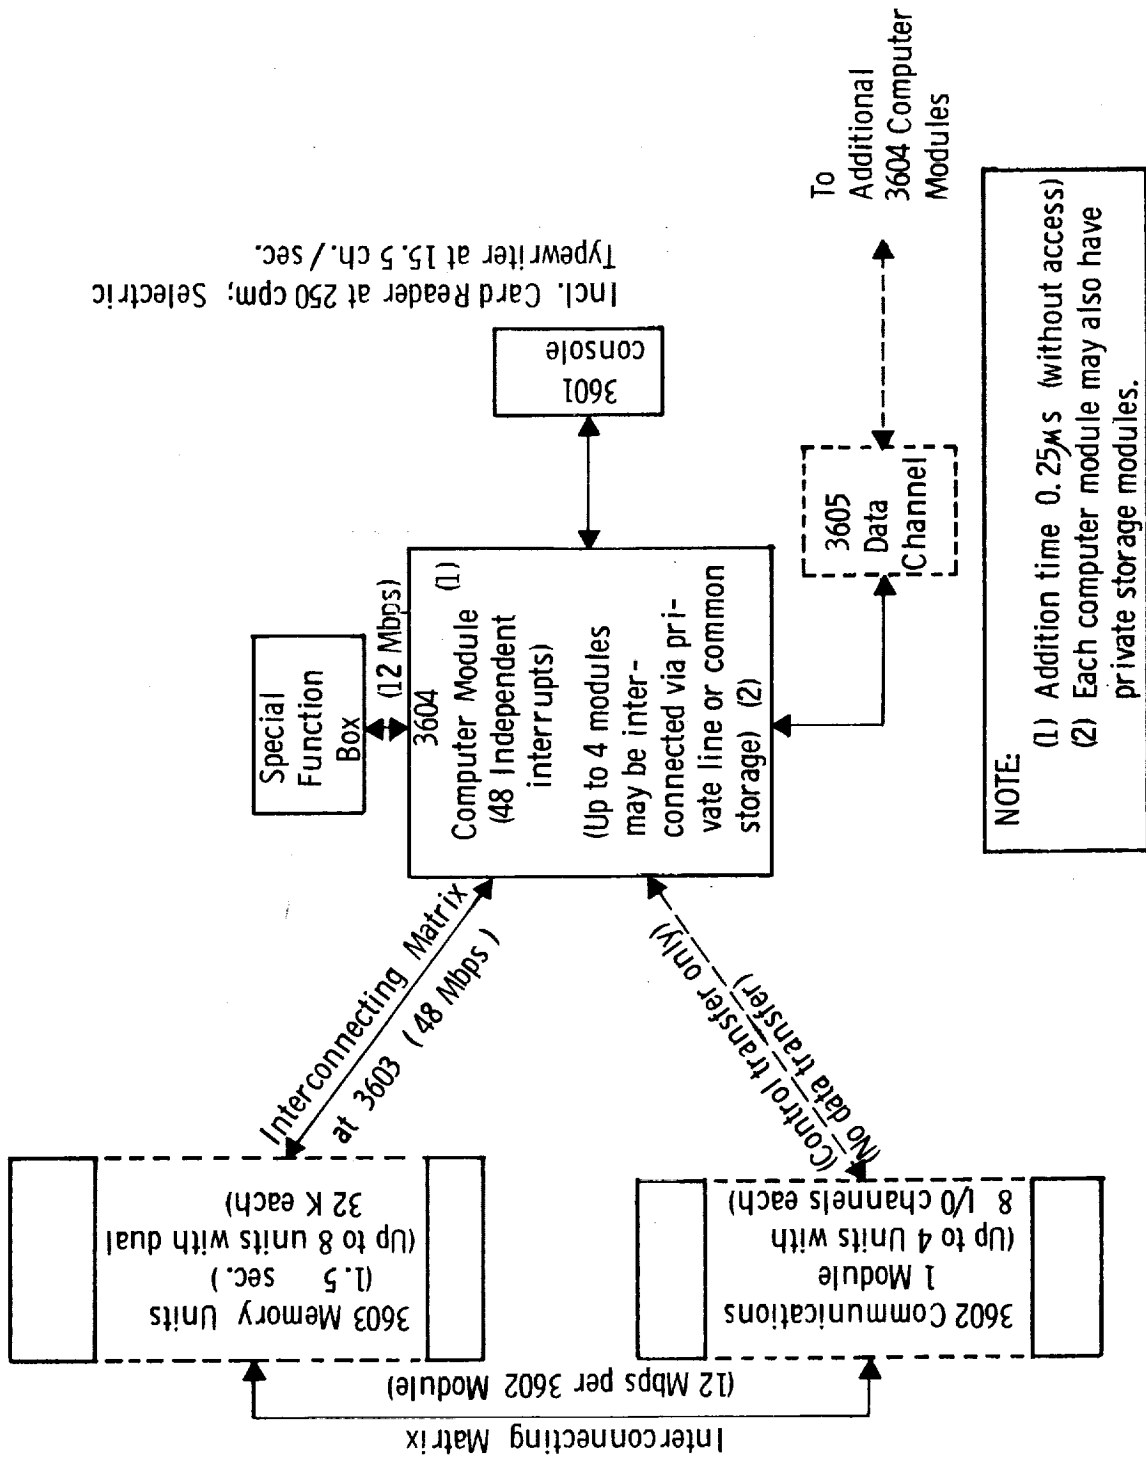 Interconnecting Matrix
(12 Mbps per 3602 Module)
3603 Memory Units
(1.5 sec.)
(Up to 8 units with dual
32 K each)
3602 Communications
1 Module
(Up to 4 Units with
8 I/O channels each)
Interconnecting Matrix
at 3603 (48 Mbps)
(Control transfer only)
(No data transfer)
Special
Function
Box
(12 Mbps)
3604
Computer Module (1)
(48 Independent
interrupts)
(Up to 4 modules
may be inter-
connected via pri-
vate line or common
storage) (2)
3601
console
Incl. Card Reader at 250 cpm; Selectric
Typewriter at 15.5 ch./sec.
3605
Data
Channel
To
Additional
3604 Computer
Modules
NOTE:
(1) Addition time 0.25μs (without access)
(2) Each computer module may also have
private storage modules.